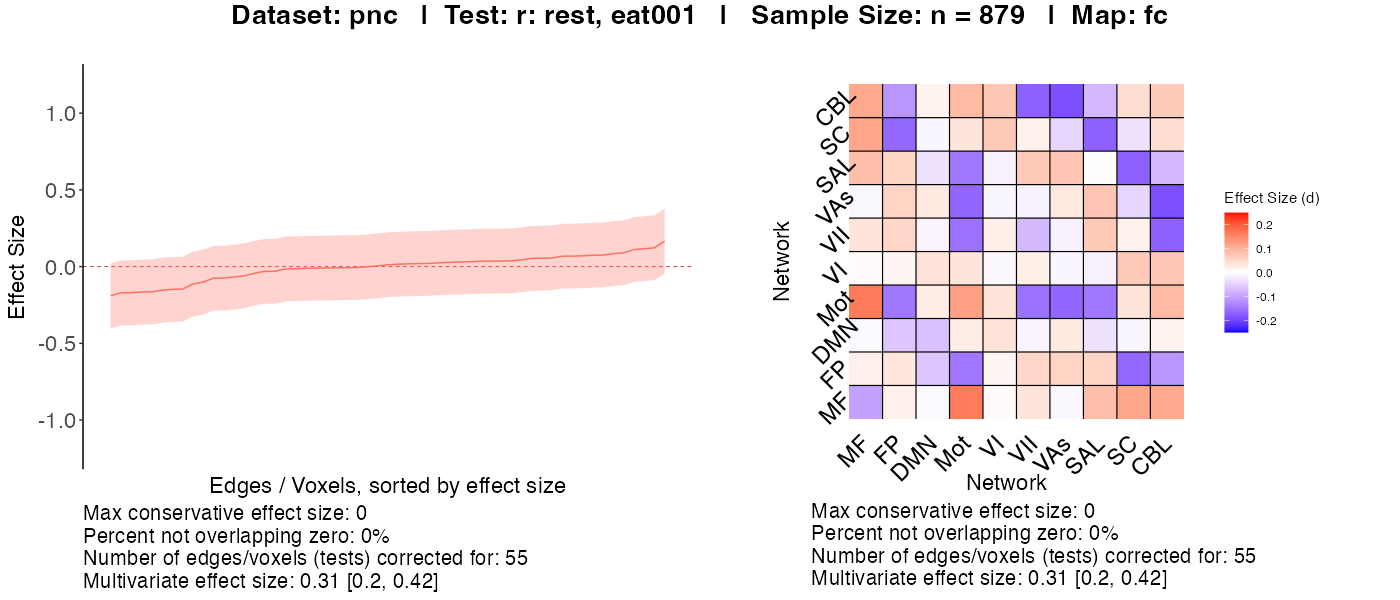 Dataset: pnc | Test: r: rest, eat001 | Sample Size: n = 879 | Map: fc
Effect Size
1.0
0.5
0.0
-0.5
-1.0
Edges / Voxels, sorted by effect size
Max conservative effect size: 0
Percent not overlapping zero: 0%
Number of edges/voxels (tests) corrected for: 55
Multivariate effect size: 0.31 [0.2, 0.42]
Network
CBL
SC
SAL
VAs
VII
VI
Mot
DMN
FP
MF
MF FP DMN Mot VI VII VAs SAL SC CBL
Network
Effect Size (d)
0.2
0.1
0.0
-0.1
-0.2
Max conservative effect size: 0
Percent not overlapping zero: 0%
Number of edges/voxels (tests) corrected for: 55
Multivariate effect size: 0.31 [0.2, 0.42]